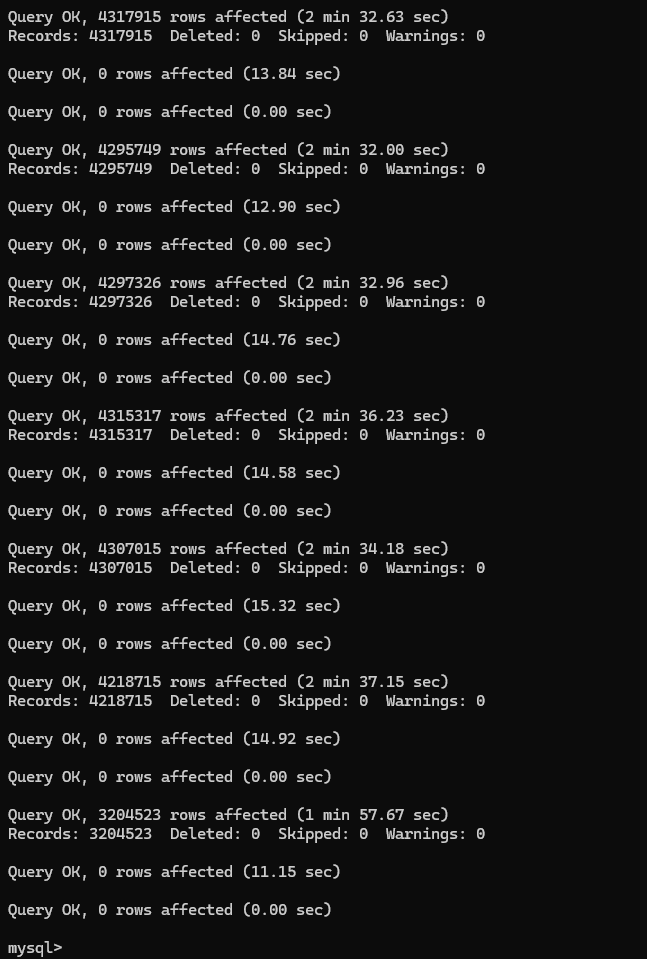 Query OK, 4317915 rows affected (2 min 32.63 sec)
Records: 4317915  Deleted: 0  Skipped: 0  Warnings: 0
Query OK, 0 rows affected (13.84 sec)
Query OK, 0 rows affected (0.00 sec)
Query OK, 4295749 rows affected (2 min 32.00 sec)
Records: 4295749  Deleted: 0  Skipped: 0  Warnings: 0
Query OK, 0 rows affected (12.90 sec)
Query OK, 0 rows affected (0.00 sec)
Query OK, 4297326 rows affected (2 min 32.96 sec)
Records: 4297326  Deleted: 0  Skipped: 0  Warnings: 0
Query OK, 0 rows affected (14.76 sec)
Query OK, 0 rows affected (0.00 sec)
Query OK, 4315317 rows affected (2 min 36.23 sec)
Records: 4315317  Deleted: 0  Skipped: 0  Warnings: 0
Query OK, 0 rows affected (14.58 sec)
Query OK, 0 rows affected (0.00 sec)
Query OK, 4307015 rows affected (2 min 34.18 sec)
Records: 4307015  Deleted: 0  Skipped: 0  Warnings: 0
Query OK, 0 rows affected (15.32 sec)
Query OK, 0 rows affected (0.00 sec)
Query OK, 4218715 rows affected (2 min 37.15 sec)
Records: 4218715  Deleted: 0  Skipped: 0  Warnings: 0
Query OK, 0 rows affected (14.92 sec)
Query OK, 0 rows affected (0.00 sec)
Query OK, 3204523 rows affected (1 min 57.67 sec)
Records: 3204523  Deleted: 0  Skipped: 0  Warnings: 0
Query OK, 0 rows affected (11.15 sec)
Query OK, 0 rows affected (0.00 sec)
mysql>